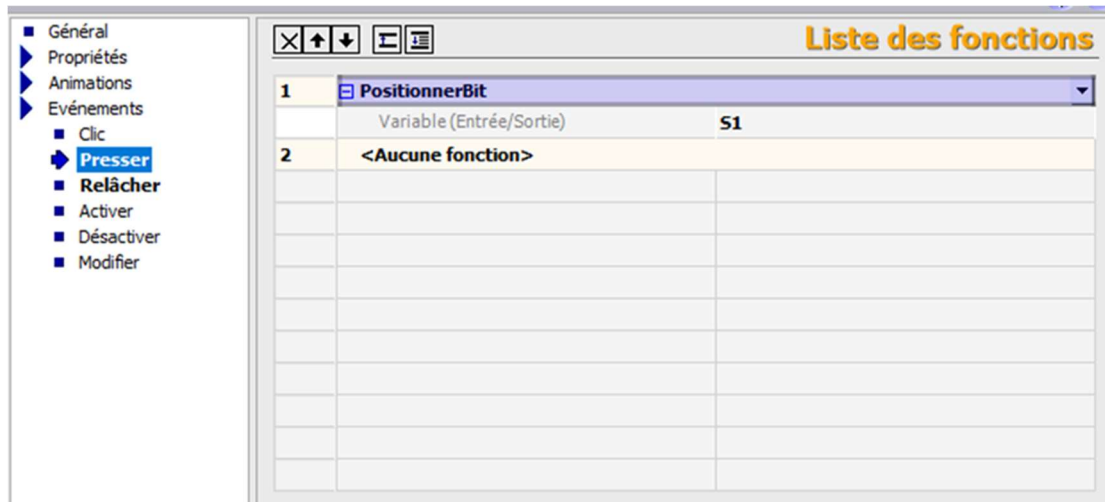 Général
Propriétés
Animations
Evénements
Clic
Presser
Relâcher
Activer
Désactiver
Modifier
Liste des fonctions
1 PositionnerBit
Variable (Entrée/Sortie) S1
2 <Aucune fonction>